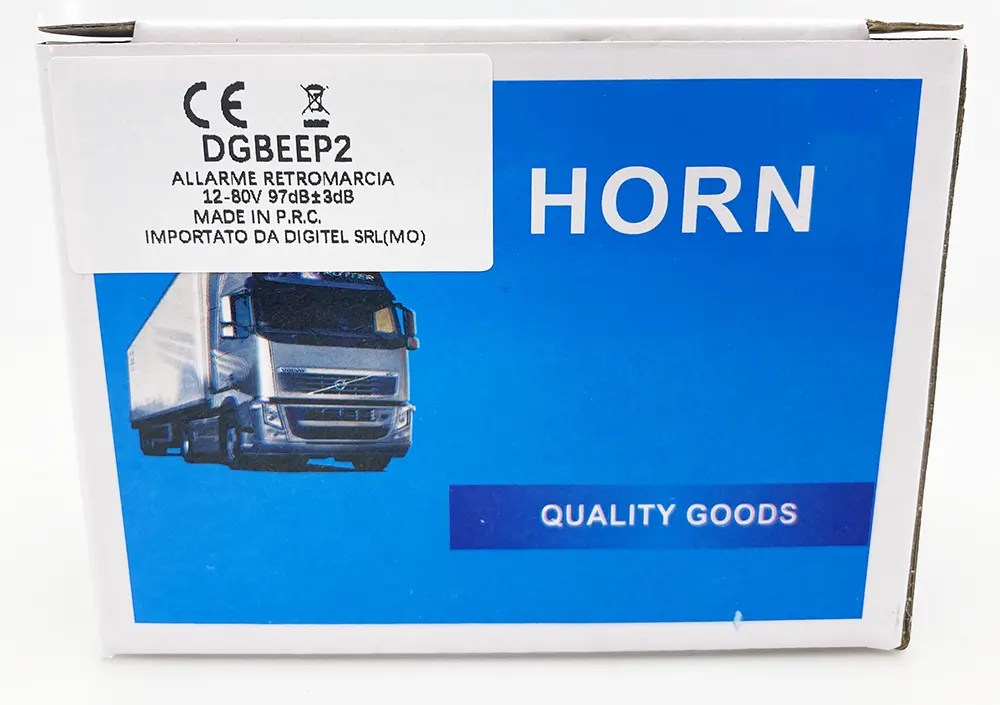 CE
DGBEEP2
ALLARME RETROMARCIA
12-80V 97dB±3dB
MADE IN P.R.C.
IMPORTATO DA DIGITEL SRL(MO)
HORN
QUALITY GOODS